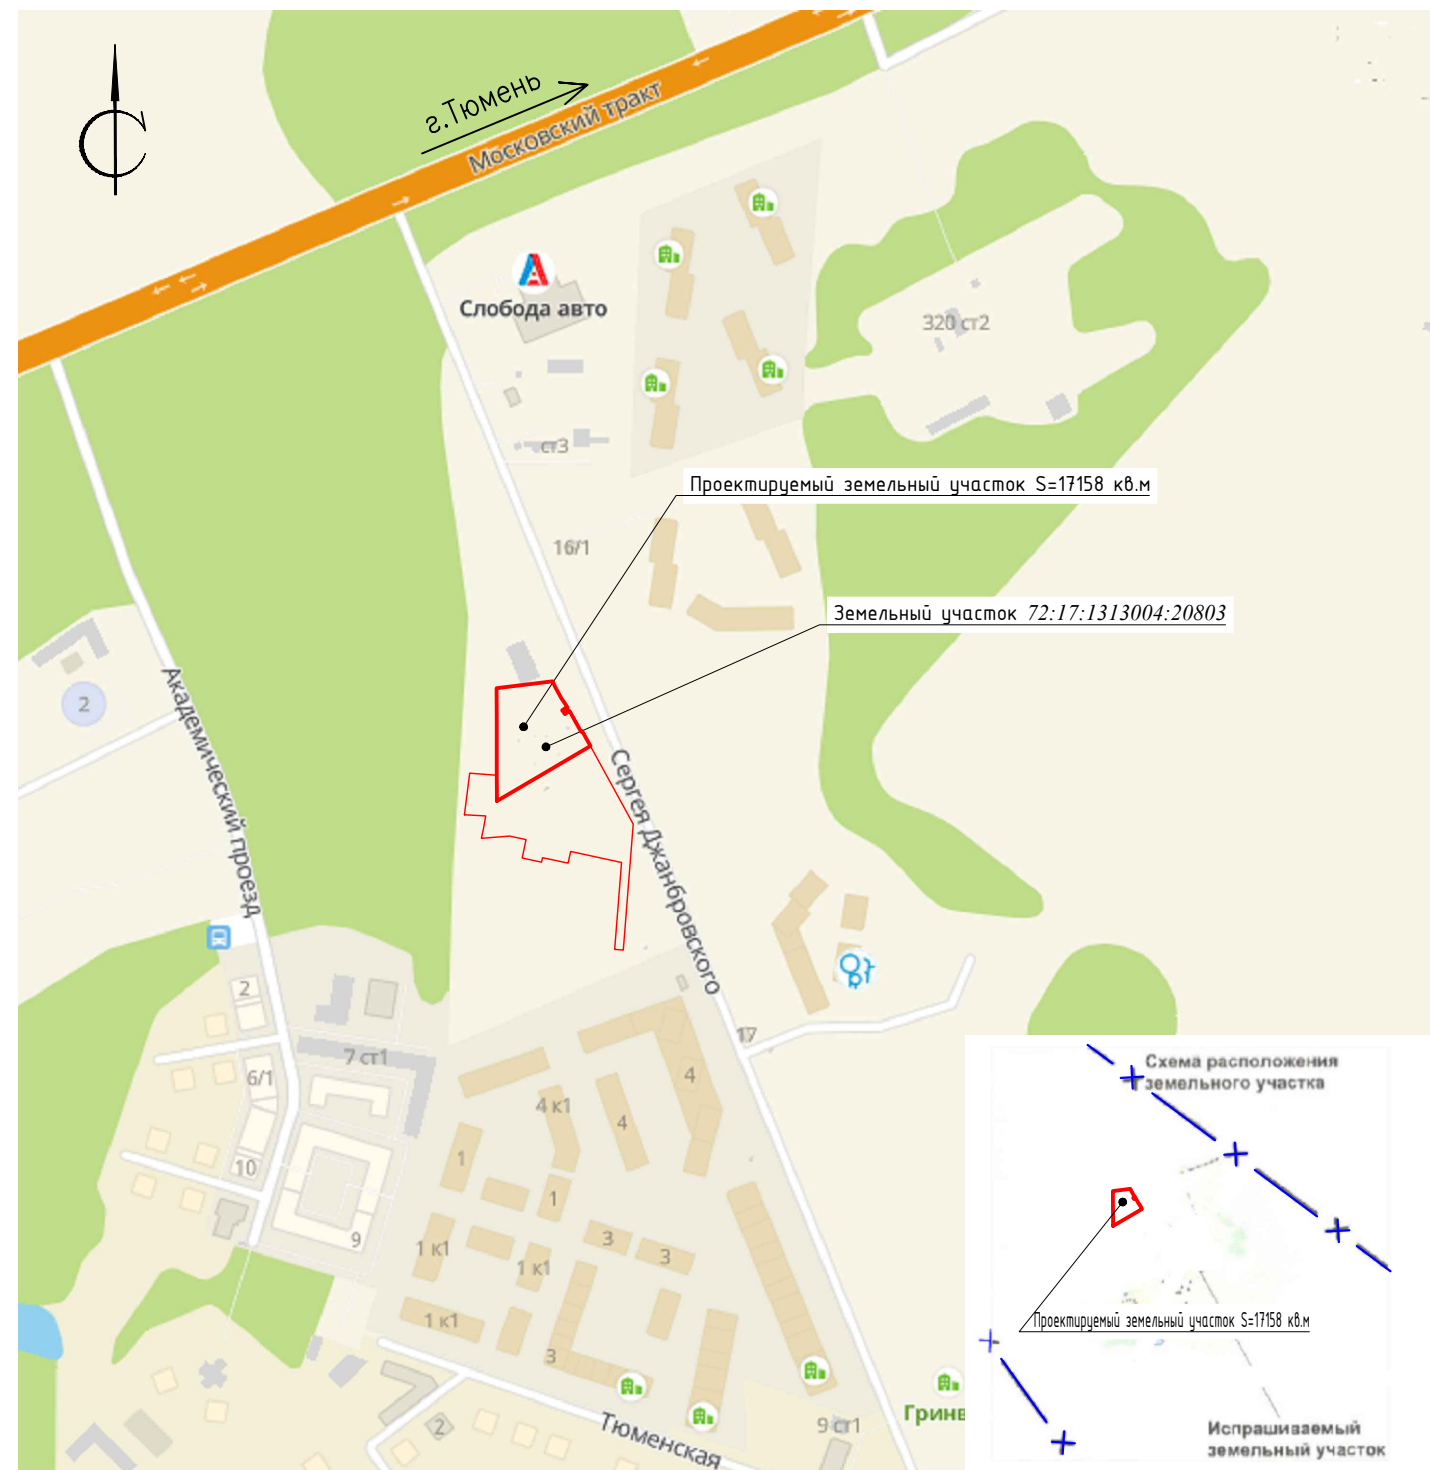 г.Тюмень
Московский тракт
Слобода авто
320 ст2
ст3
Проектируемый земельный участок S=17158 кв.м
16/1
Земельный участок 72:17:1313004:20803
2
Академический проезд
Сергея Джанбровского
2
17
7 ст1
6/1
4
4 к1
4
1
10
1
9
1 к1
3
3
1 к1
1 к1
3
2
Тюменская
9 ст1
Гринв
Схема расположения
земельного участка
Проектируемый земельный участок S=17158 кв.м
Испрашиваемый
земельный участок